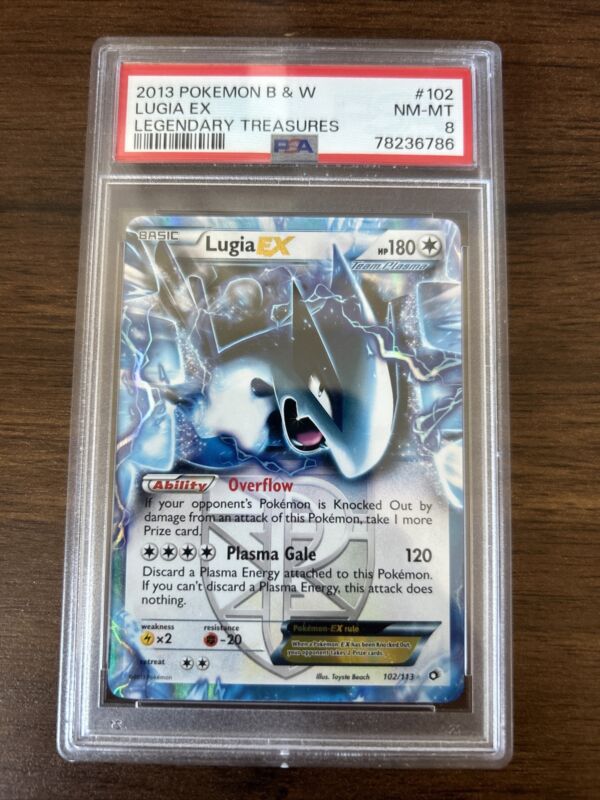 2013 POKEMON B & W #102
LUGIA EX NM-MT
LEGENDARY TREASURES 8
PSA 78236786
BASIC Lugia EX HP 180
Team Plasma
Ability Overflow
If your opponent's Pokémon is Knocked Out by
damage from an attack of this Pokémon, take 1 more
Prize card.
Plasma Gale 120
Discard a Plasma Energy attached to this Pokémon.
If you can't discard a Plasma Energy, this attack does
nothing.
weakness resistance Pokémon-EX rule
×2 -20 When a Pokémon-EX has been Knocked Out,
your opponent takes 2 Prize cards.
retreat
©2013 Pokémon Illus. Toyste Beach 102/113